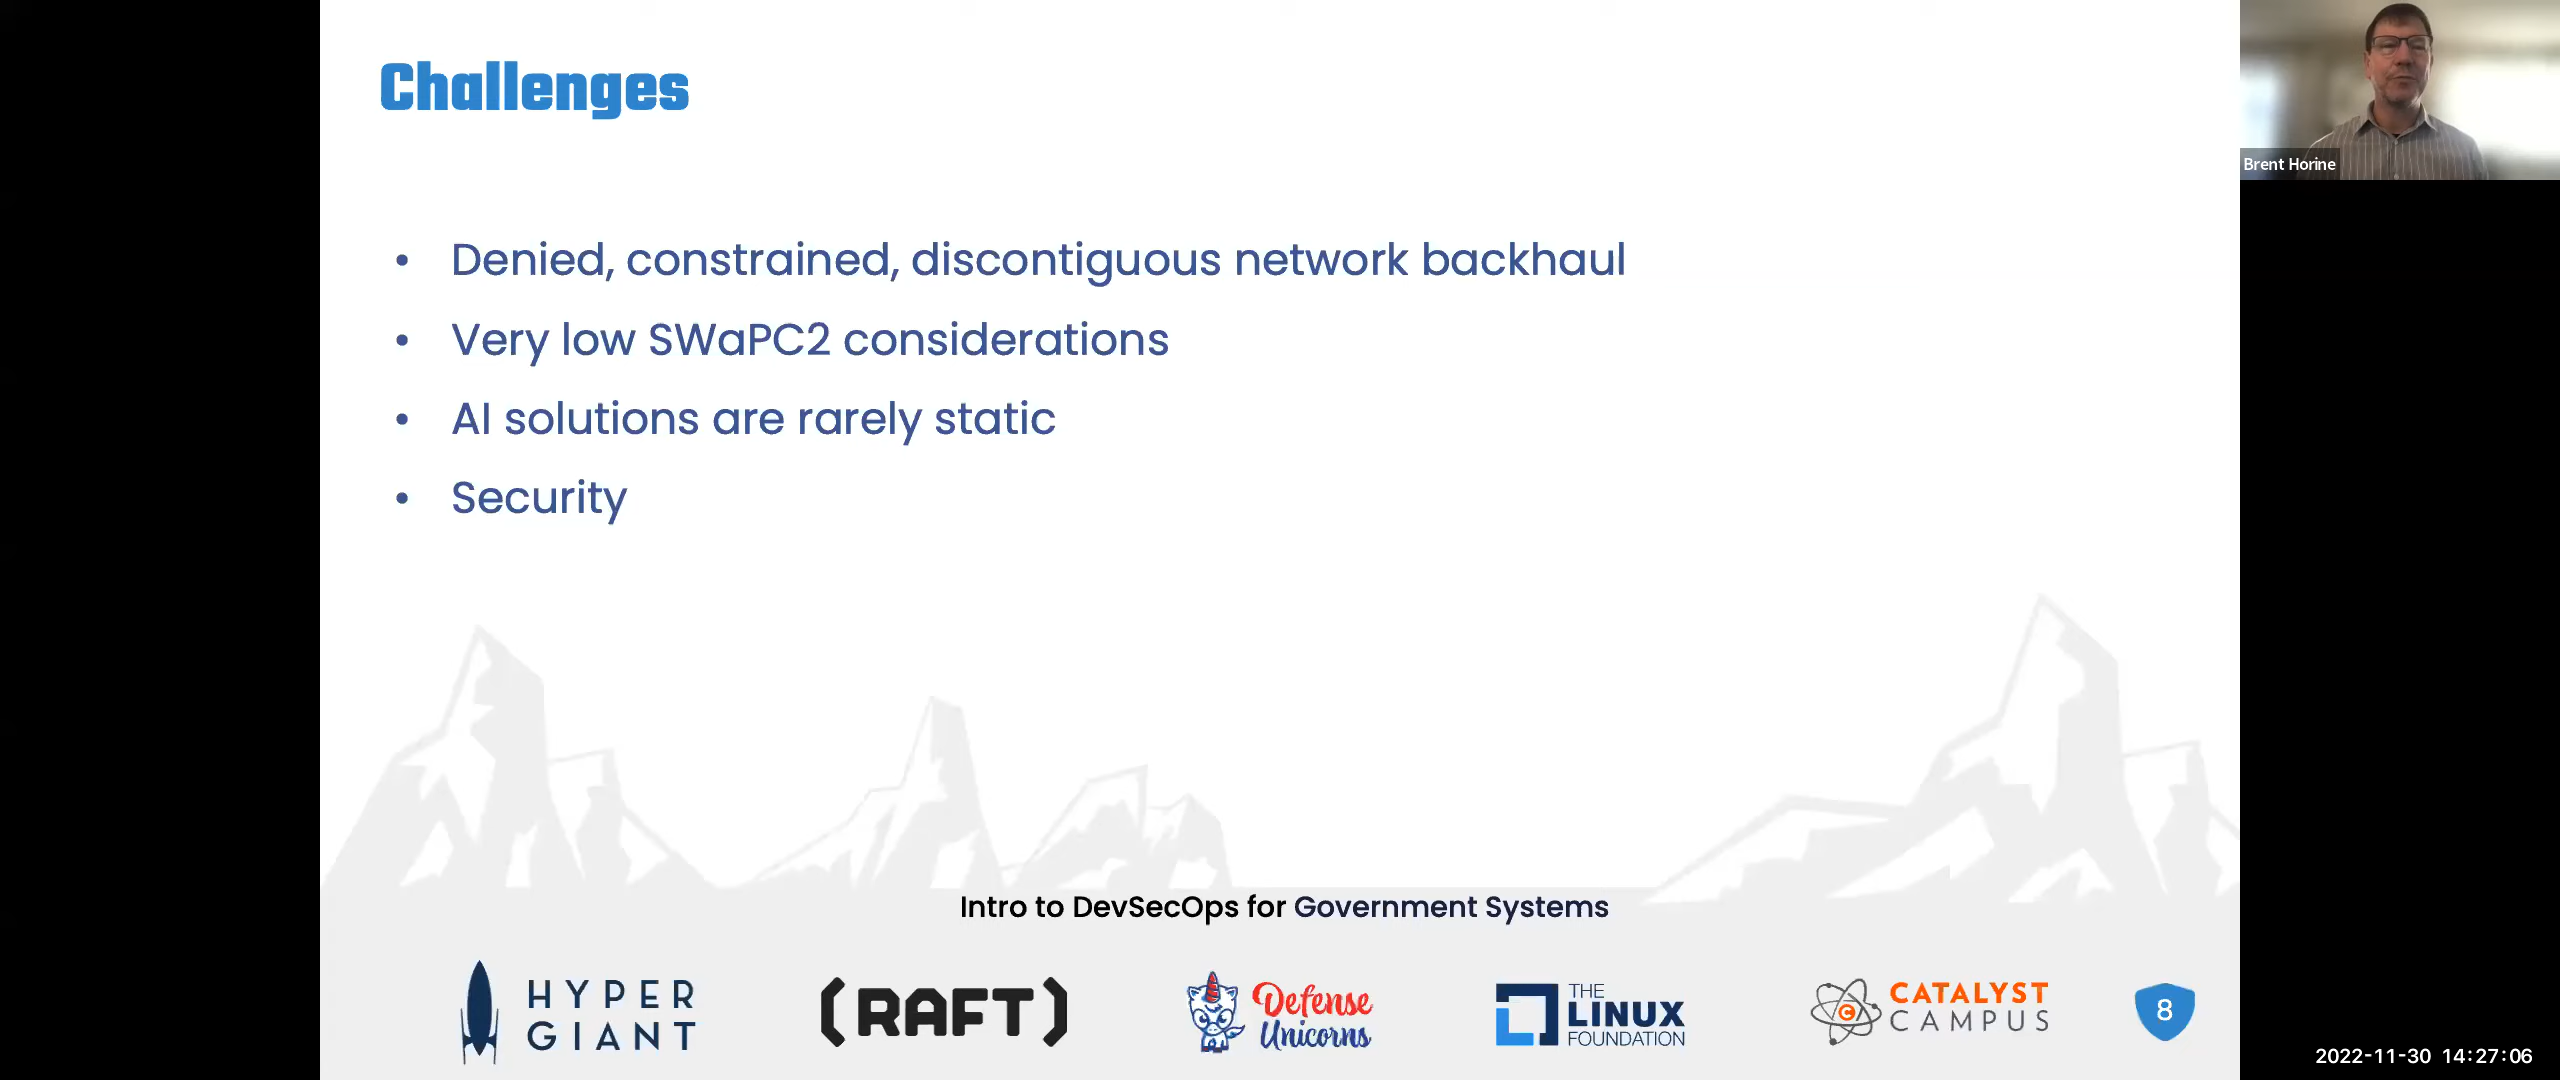 Challenges
Brent Horine
• Denied, constrained, discontiguous network backhaul
• Very low SWaPC2 considerations
• AI solutions are rarely static
• Security
Intro to DevSecOps for Government Systems
HYPER
GIANT
(RAFT)
Defense
Unicorns
THE
LINUX
FOUNDATION
C
CATALYST
CAMPUS
8
2022-11-30 14:27:06